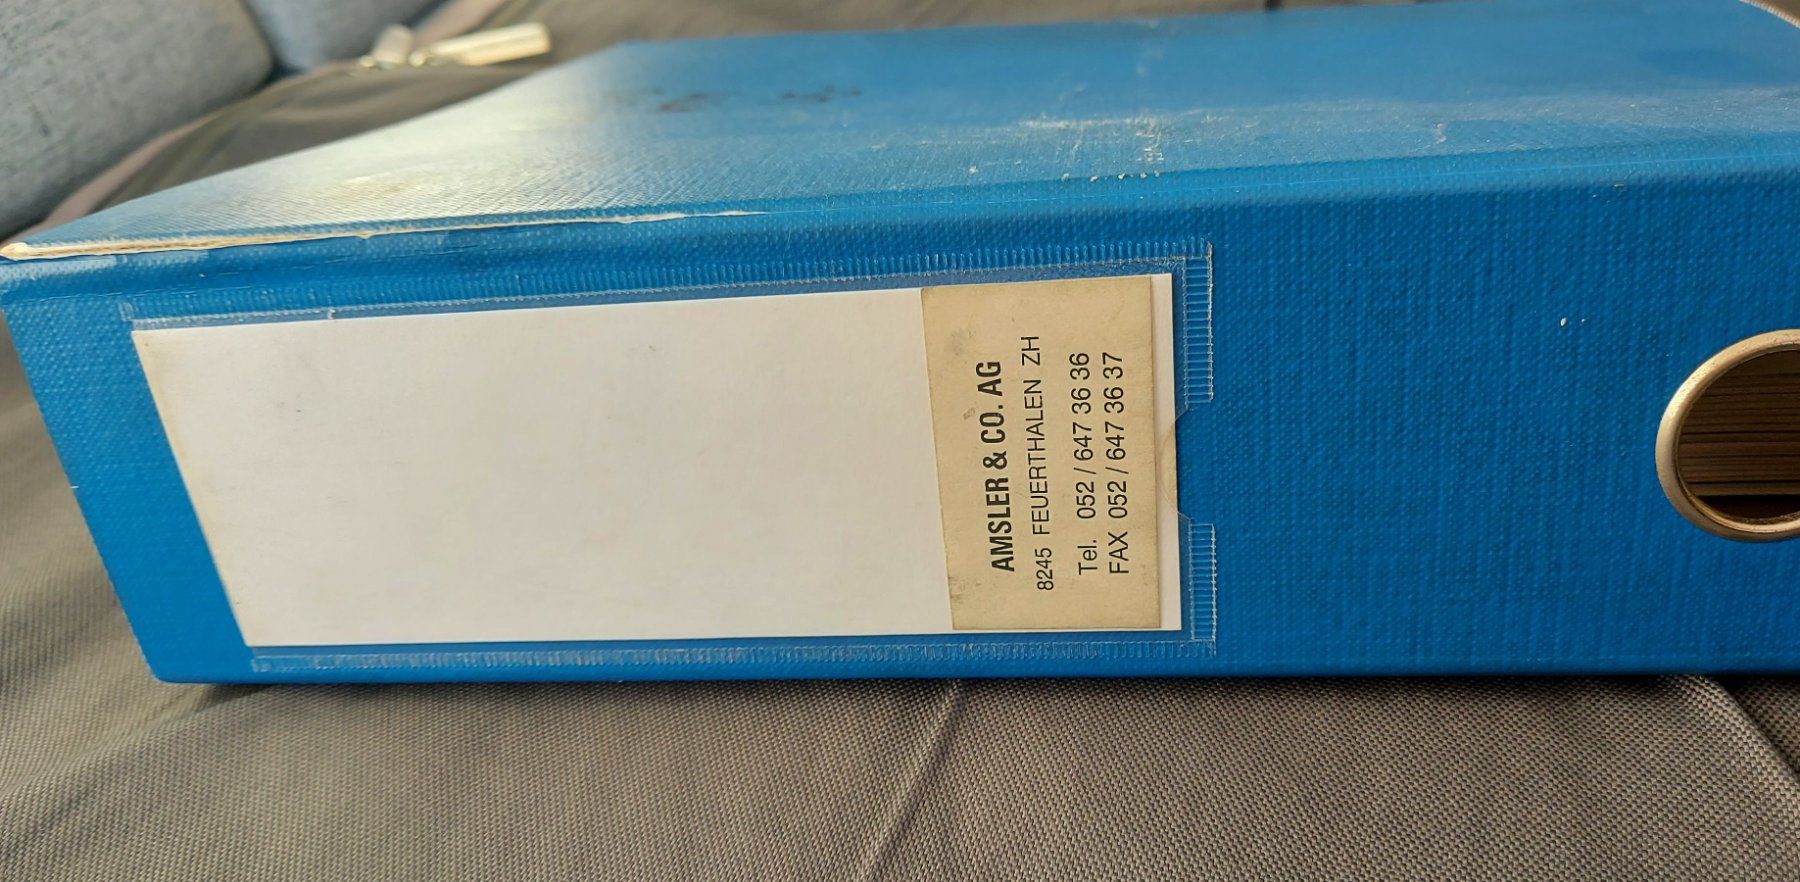 AMSLER & CO. AG
8245 FEUERTHALEN ZH
Tel. 052 / 647 36 36
FAX 052 / 647 36 37